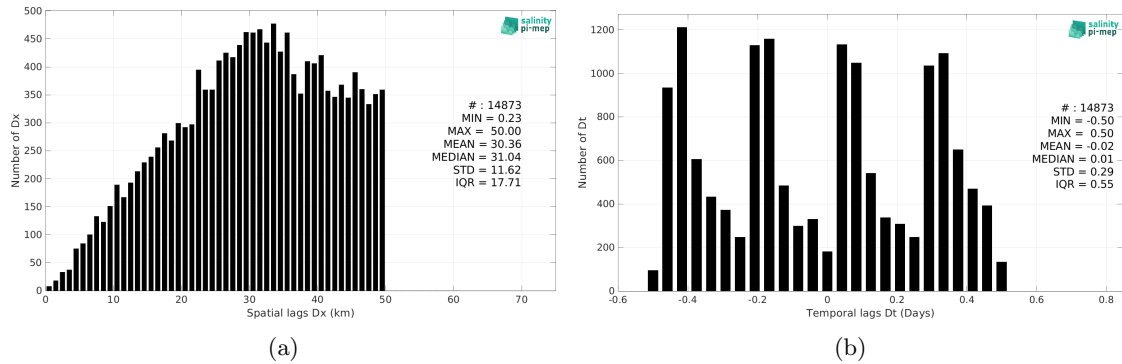 salinity
pi-mep
500
450
400
350
300
250
200
150
100
50
0
Number of Dx
# : 14873
MIN = 0.23
MAX = 50.00
MEAN = 30.36
MEDIAN = 31.04
STD = 11.62
IQR = 17.71
0 10 20 30 40 50 60 70
Spatial lags Dx (km)
(a)
salinity
pi-mep
1200
1000
800
600
400
200
0
Number of Dt
# : 14873
MIN = -0.50
MAX = 0.50
MEAN = -0.02
MEDIAN = 0.01
STD = 0.29
IQR = 0.55
-0.6 -0.4 -0.2 0 0.2 0.4 0.6 0.8
Temporal lags Dt (Days)
(b)